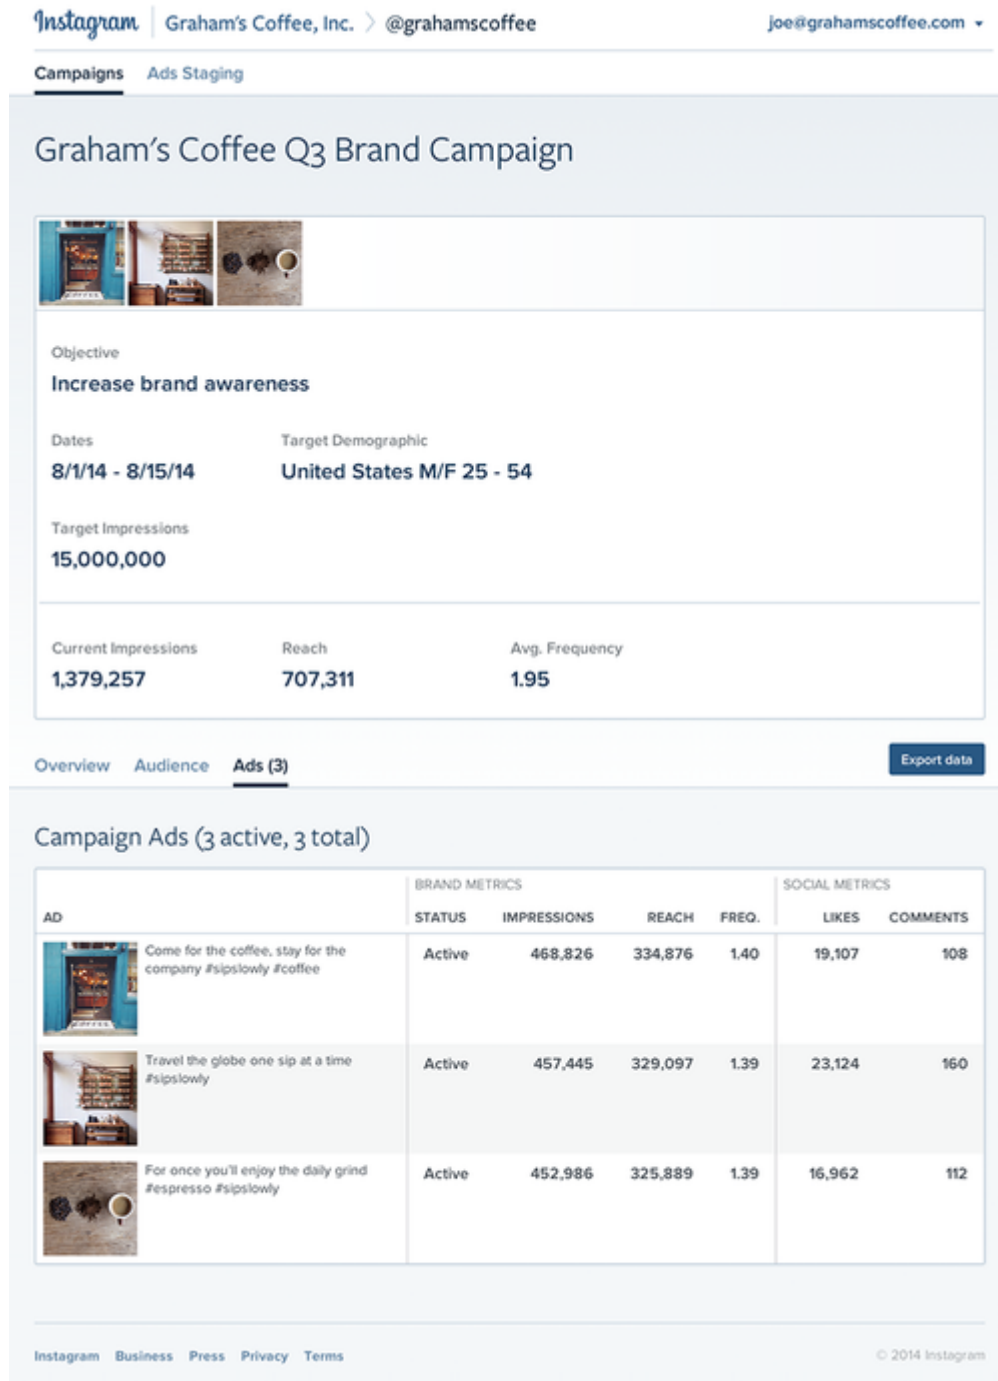 Instagram Graham's Coffee, Inc. > @grahamscoffee joe@grahamscoffee.com
Campaigns Ads Staging
Graham's Coffee Q3 Brand Campaign
COFFEE
Objective
Increase brand awareness
Dates Target Demographic
8/1/14 - 8/15/14 United States M/F 25 - 54
Target Impressions
15,000,000
Current Impressions Reach Avg. Frequency
1,379,257 707,311 1.95
Overview Audience Ads (3) Export data
Campaign Ads (3 active, 3 total)
BRAND METRICS SOCIAL METRICS
AD STATUS IMPRESSIONS REACH FREQ. LIKES COMMENTS
Come for the coffee, stay for the Active 468,826 334,876 1.40 19,107 108
company #sipslowly #coffee
COFFEE
Travel the globe one sip at a time Active 457,445 329,097 1.39 23,124 160
#sipslowly
For once you'll enjoy the daily grind Active 452,986 325,889 1.39 16,962 112
#espresso #sipslowly
Instagram Business Press Privacy Terms © 2014 Instagram